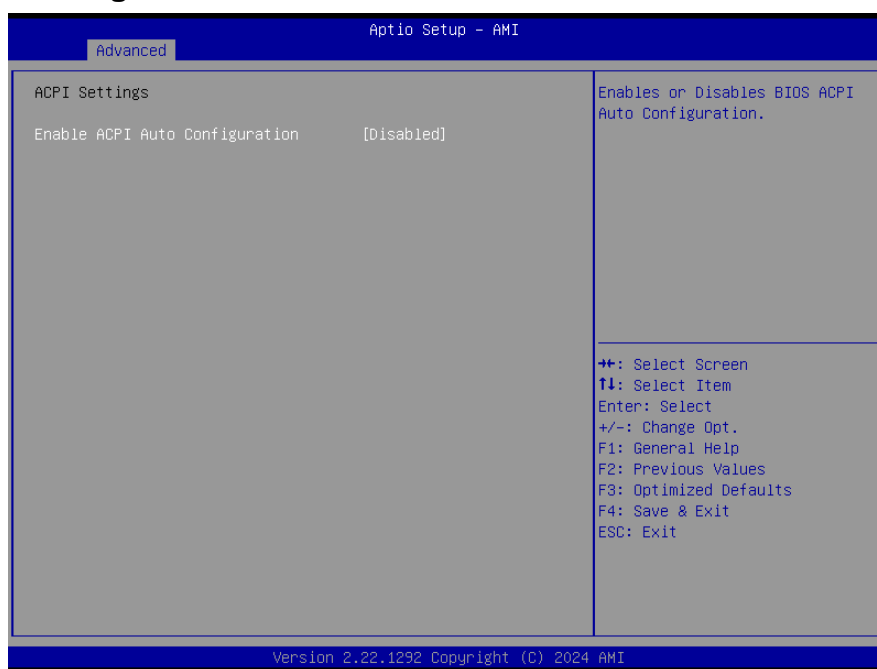 Aptio Setup – AMI
Advanced
ACPI Settings
Enable ACPI Auto Configuration [Disabled]
Enables or Disables BIOS ACPI
Auto Configuration.
→←: Select Screen
↑↓: Select Item
Enter: Select
+/-: Change Opt.
F1: General Help
F2: Previous Values
F3: Optimized Defaults
F4: Save & Exit
ESC: Exit
Version 2.22.1292 Copyright (C) 2024 AMI